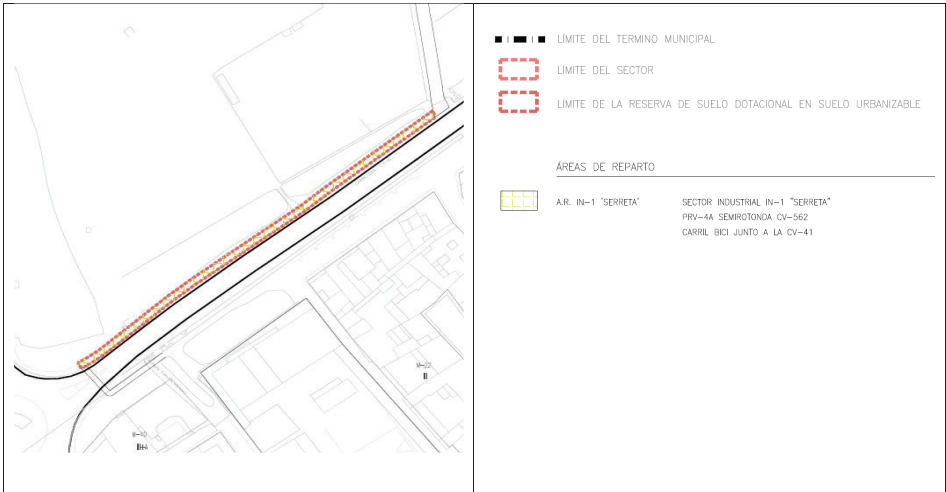 LÍMITE DEL TERMINO MUNICIPAL
LÍMITE DEL SECTOR
LÍMITE DE LA RESERVA DE SUELO DOTACIONAL EN SUELO URBANIZABLE
ÁREAS DE REPARTO
A.R. IN-1 'SERRETA' SECTOR INDUSTRIAL IN-1 "SERRETA"
PRV-4A SEMIROTONDA CV-562
CARRIL BICI JUNTO A LA CV-41
M-22
III
M-40